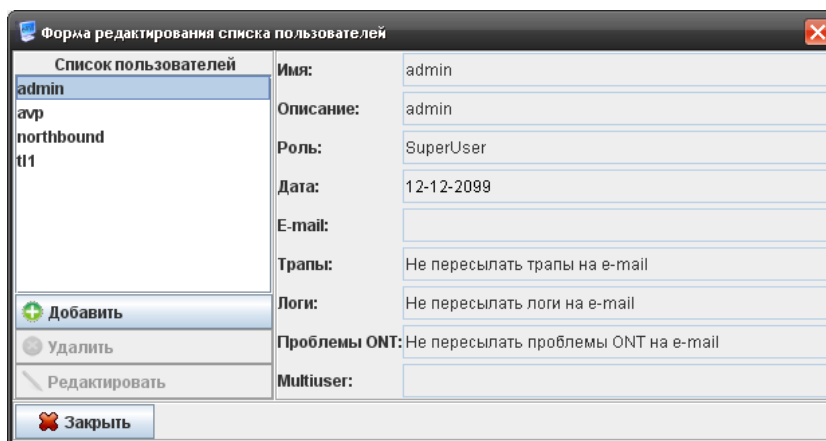 Форма редактирования списка пользователей
Список пользователей
admin
avp
northbound
tl1
Добавить
Удалить
Редактировать
Имя: admin
Описание: admin
Роль: SuperUser
Дата: 12-12-2099
E-mail:
Трапы: Не пересылать трапы на e-mail
Логи: Не пересылать логи на e-mail
Проблемы ONT: Не пересылать проблемы ONT на e-mail
Multiuser:
Закрыть